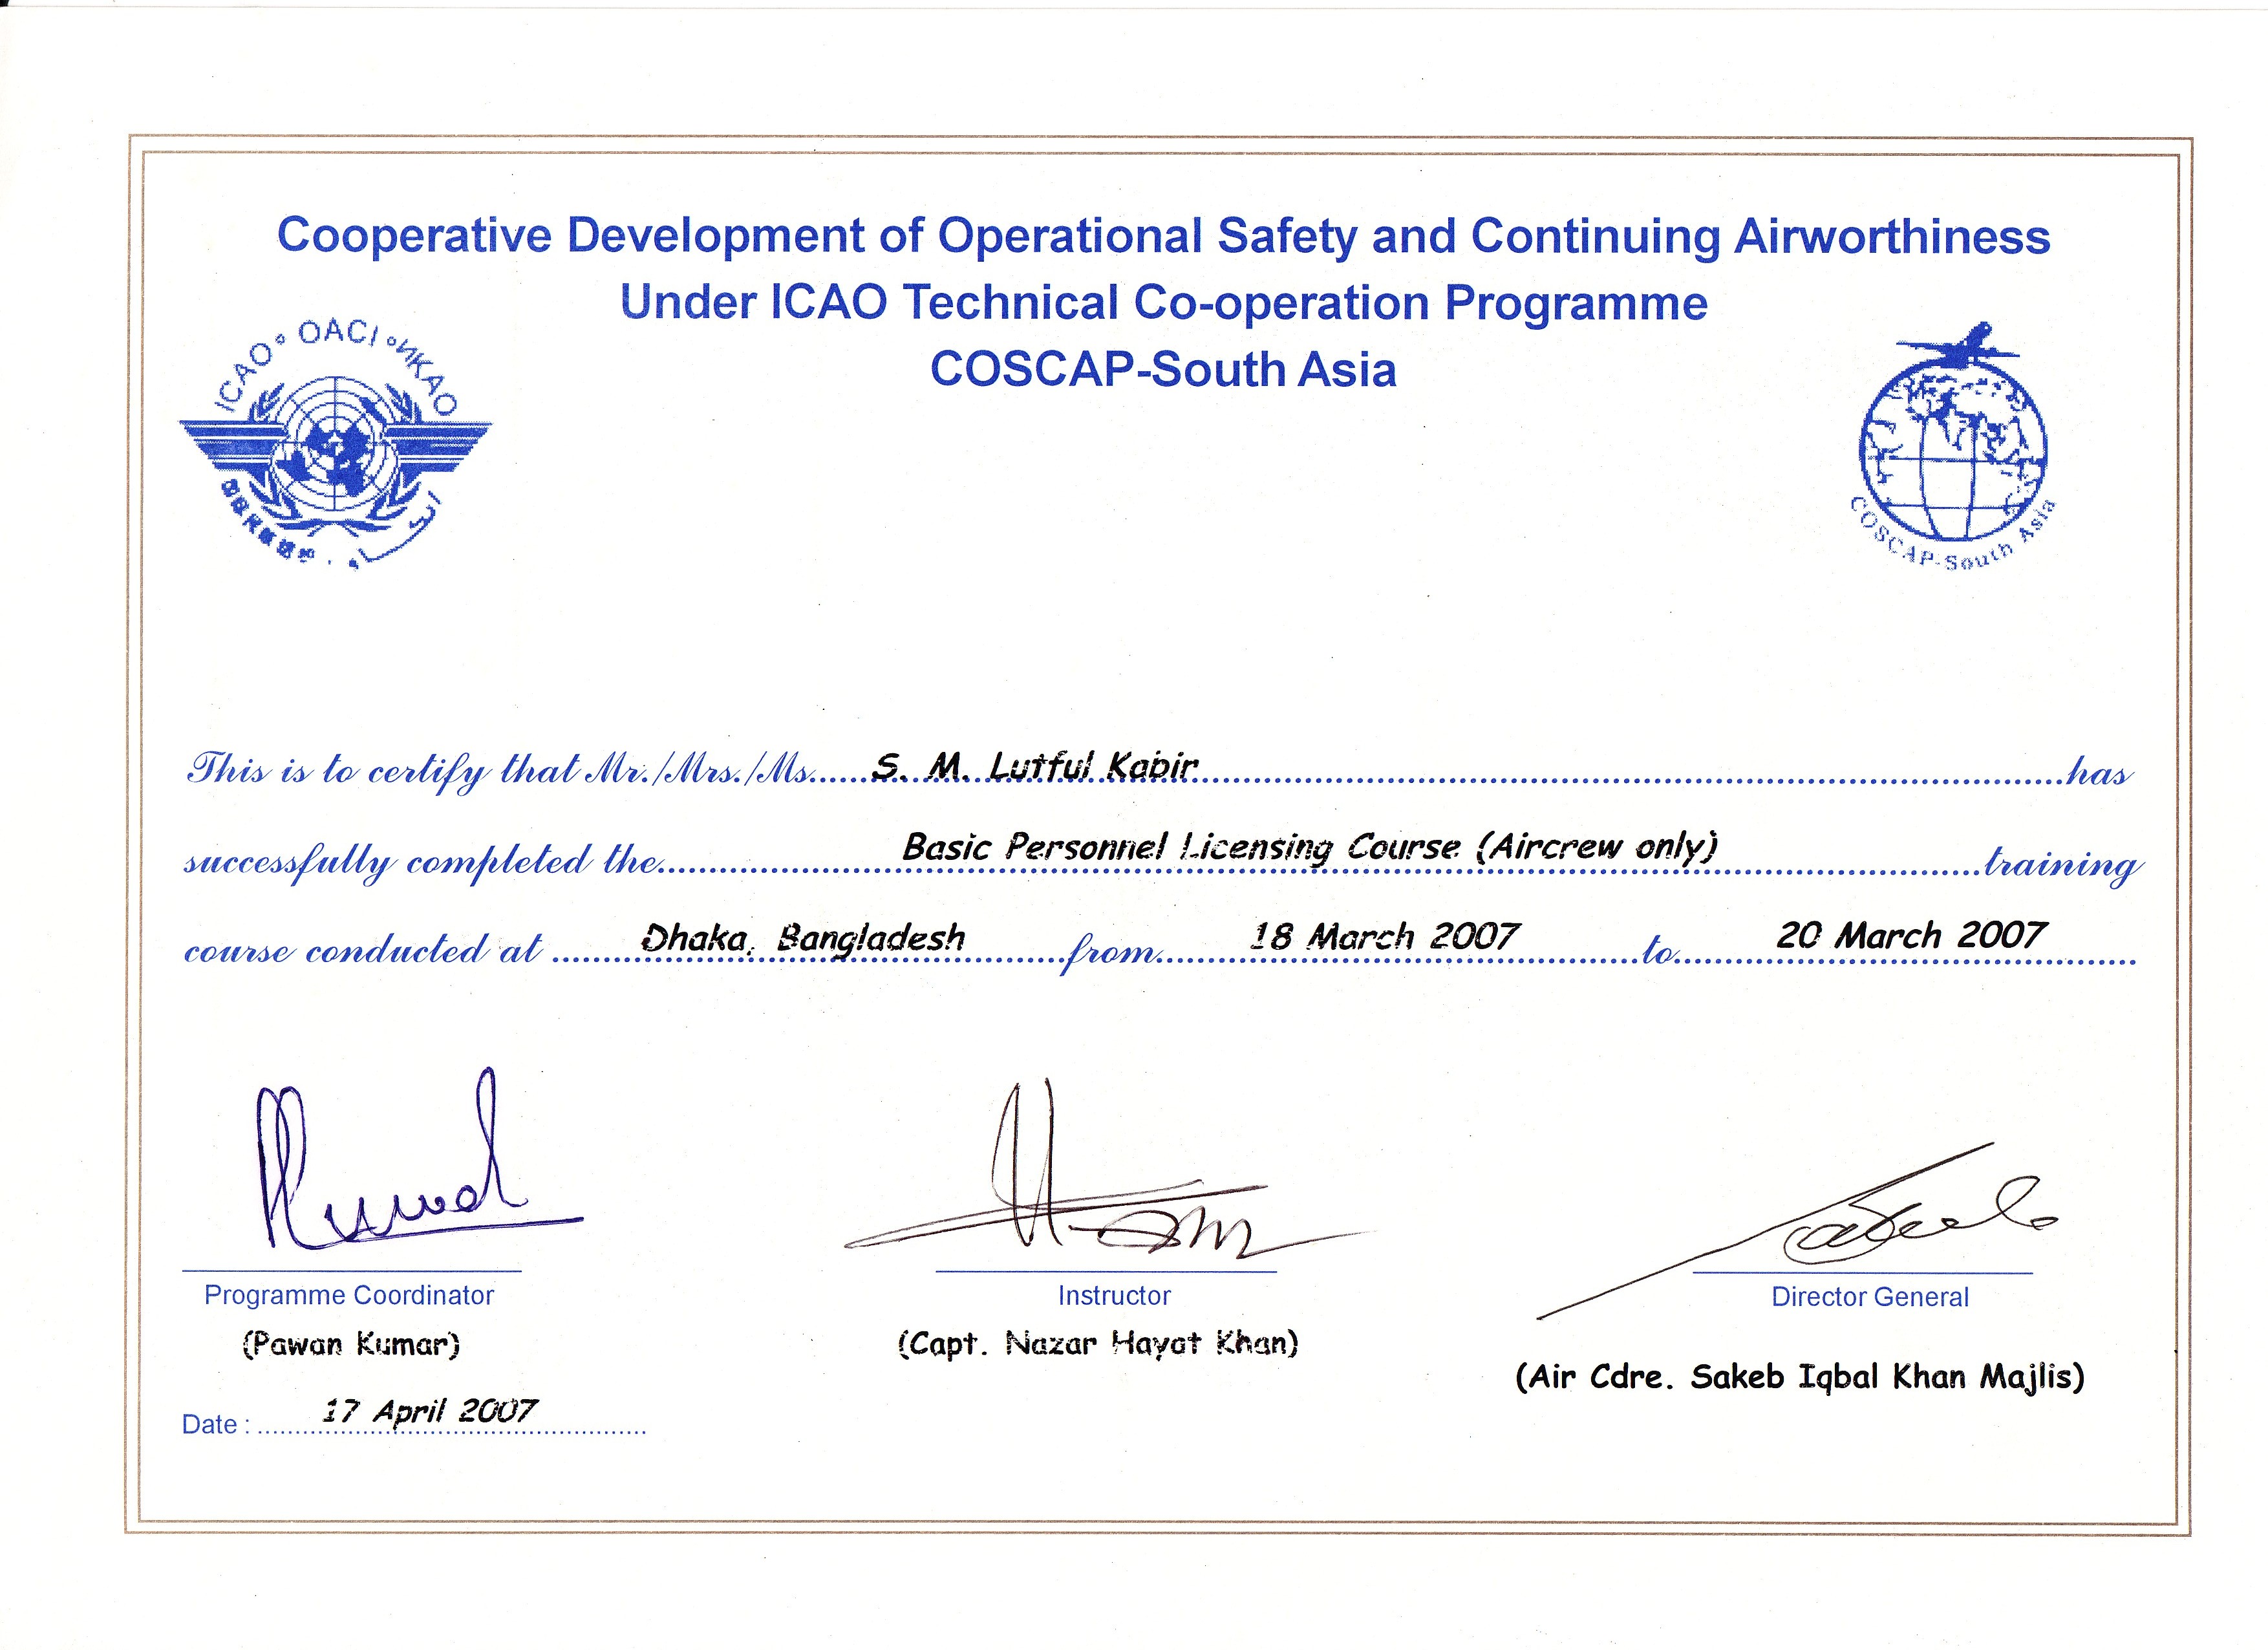 Cooperative Development of Operational Safety and Continuing Airworthiness
Under ICAO Technical Co-operation Programme
COSCAP-South Asia
ICAO ° OACI ° ИKAO
COSCAP-South Asia
This is to certify that Mr./Mrs./Ms. S. M. Lutful Kabir has
successfully completed the Basic Personnel Licensing Course (Aircrew only) training
course conducted at Dhaka, Bangladesh from 18 March 2007 to 20 March 2007
Programme Coordinator
Instructor
Director General
(Pawan Kumar)
(Capt. Nazar Hayat Khan)
(Air Cdre. Sakeb Iqbal Khan Majlis)
Date : 17 April 2007